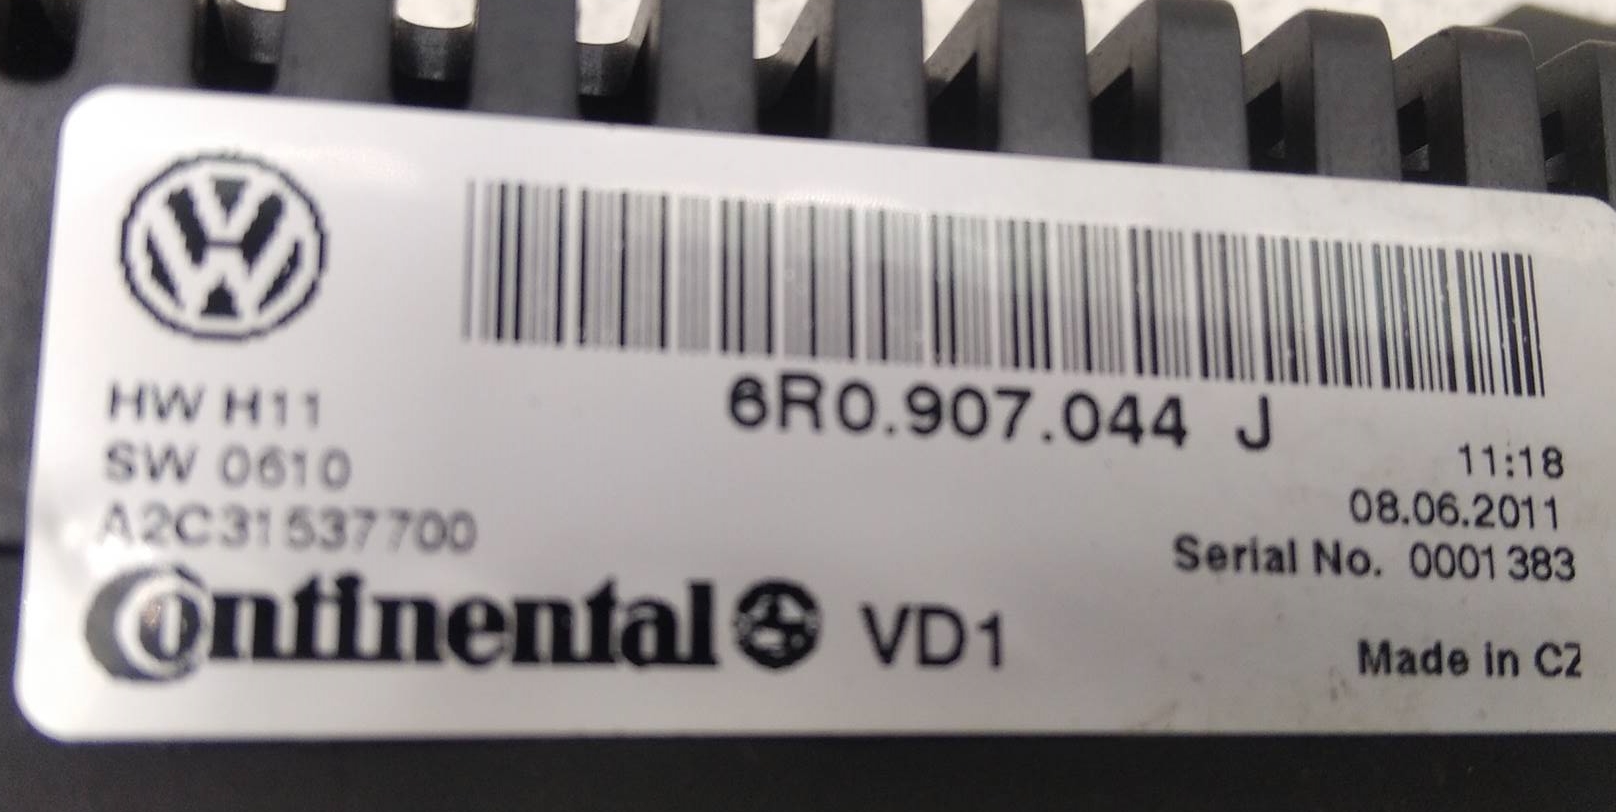 HW H11
SW 0610
A2C31537700
6R0.907.044 J
11:18
08.06.2011
Serial No. 0001383
Continental VD1
Made in CZ